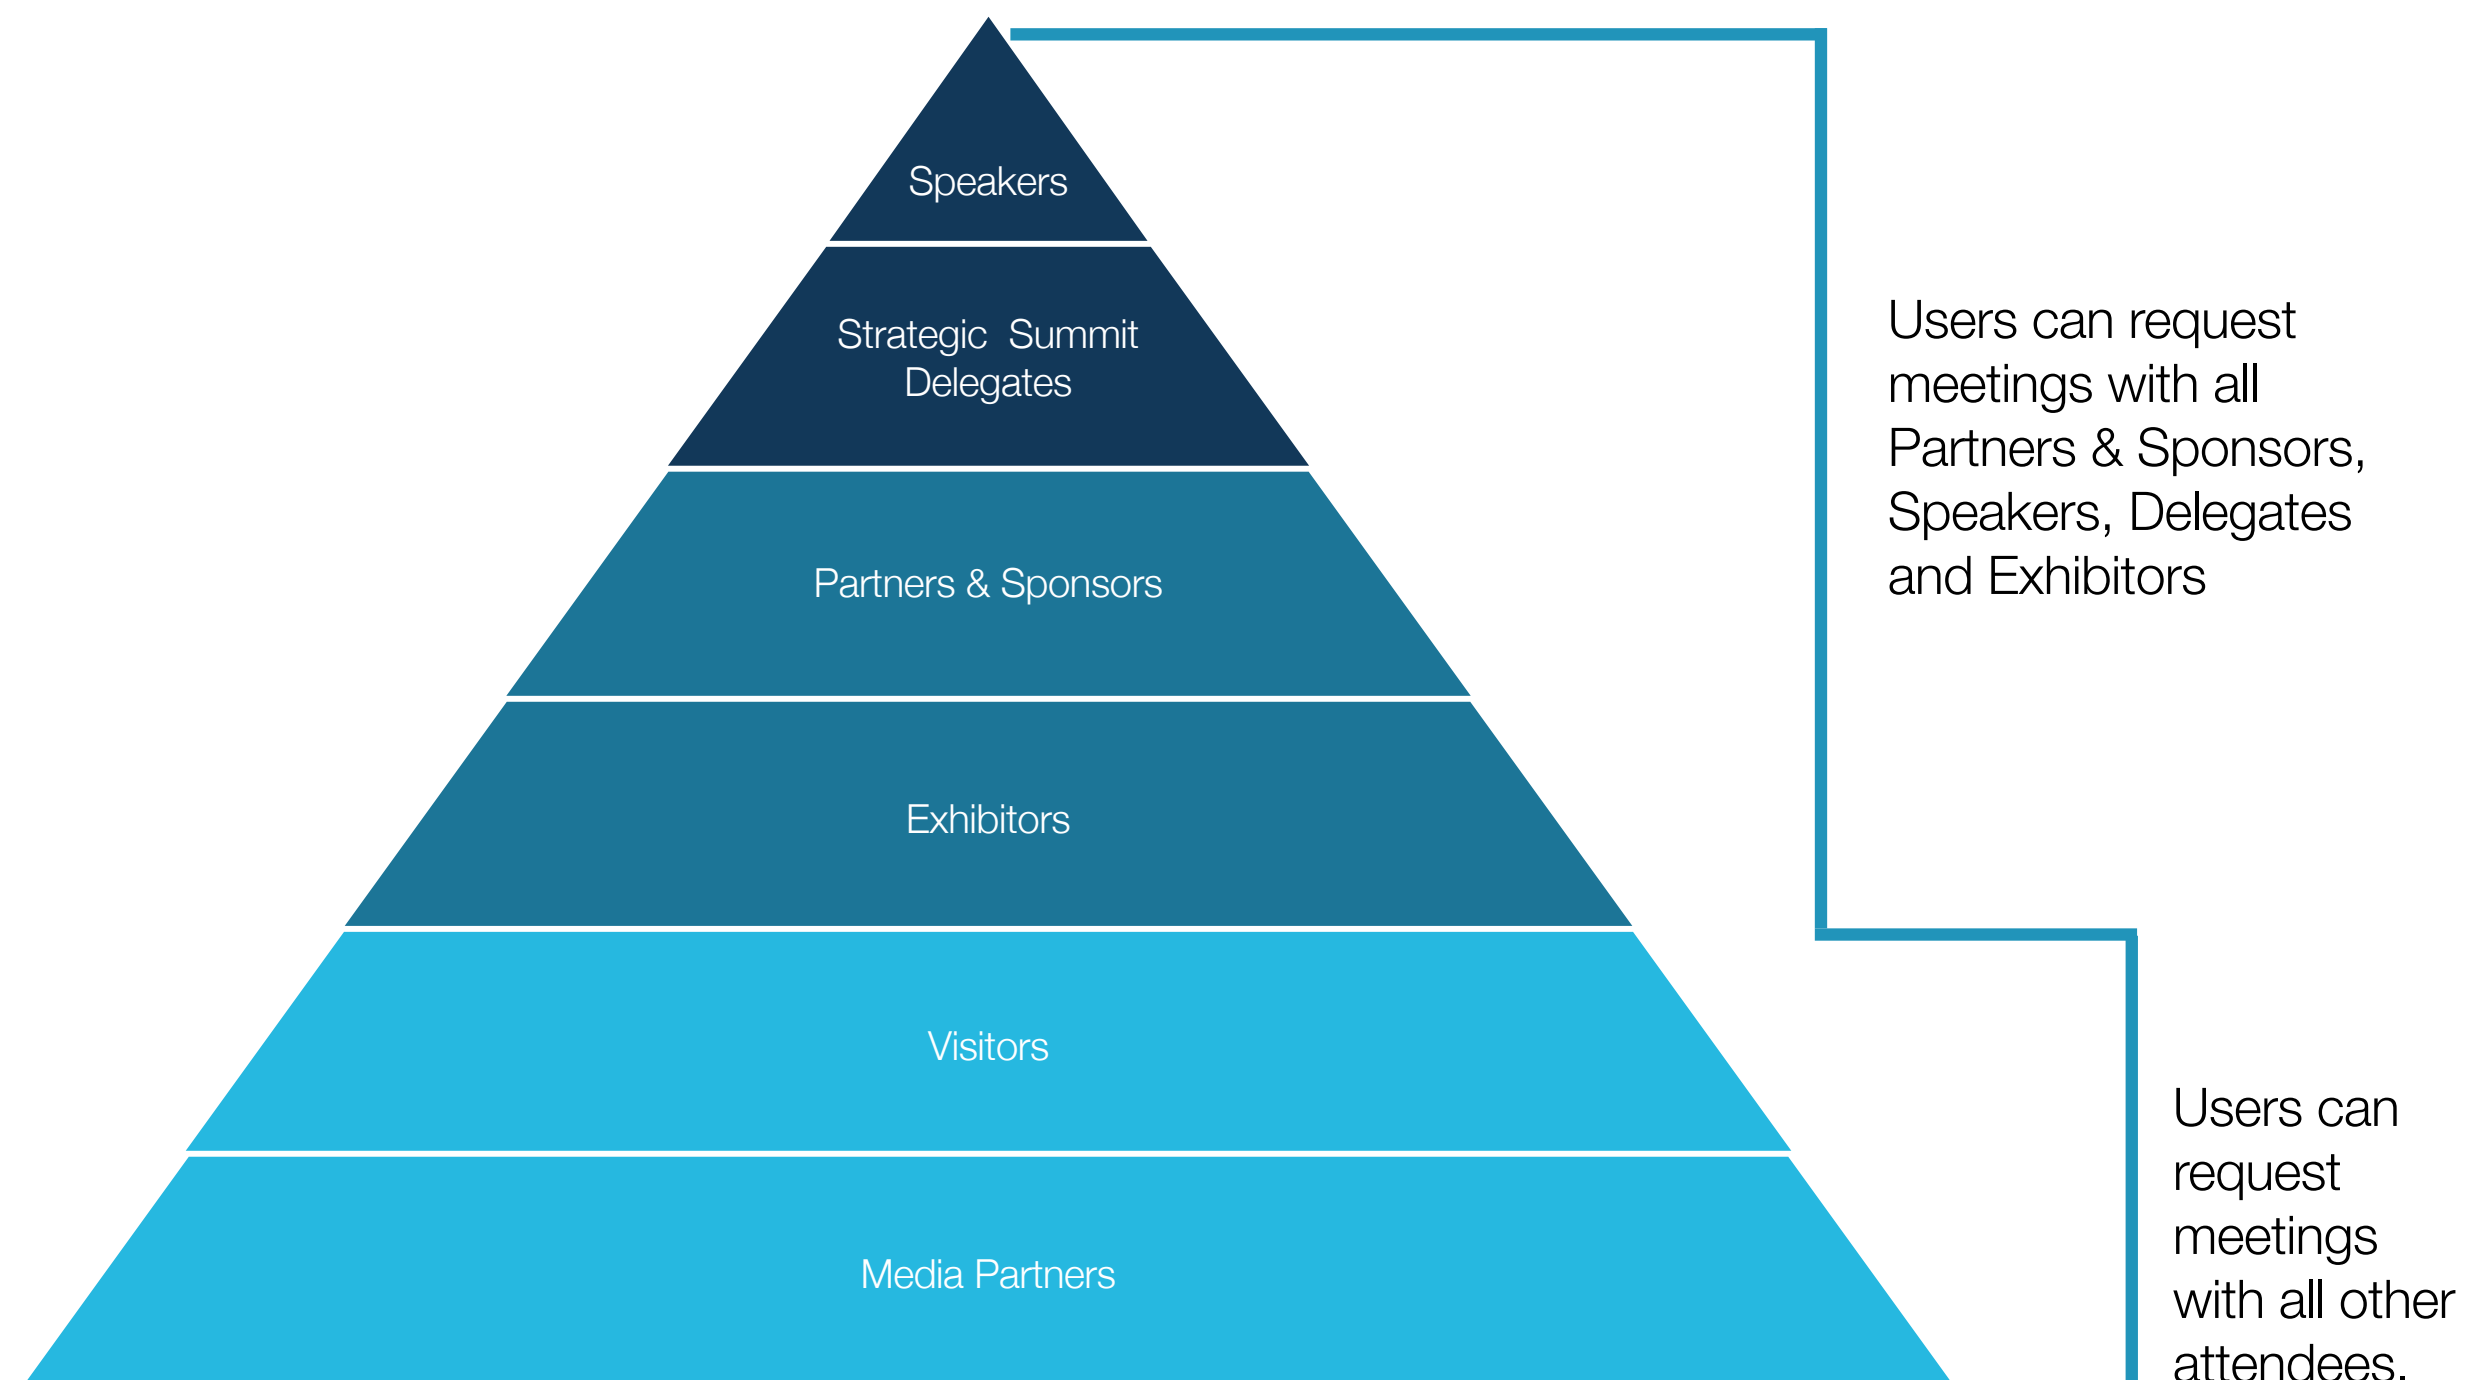 Speakers
Strategic Summit
Delegates
Partners & Sponsors
Exhibitors
Visitors
Media Partners
Users can request
meetings with all
Partners & Sponsors,
Speakers, Delegates
and Exhibitors
Users can
request
meetings
with all other
attendees.